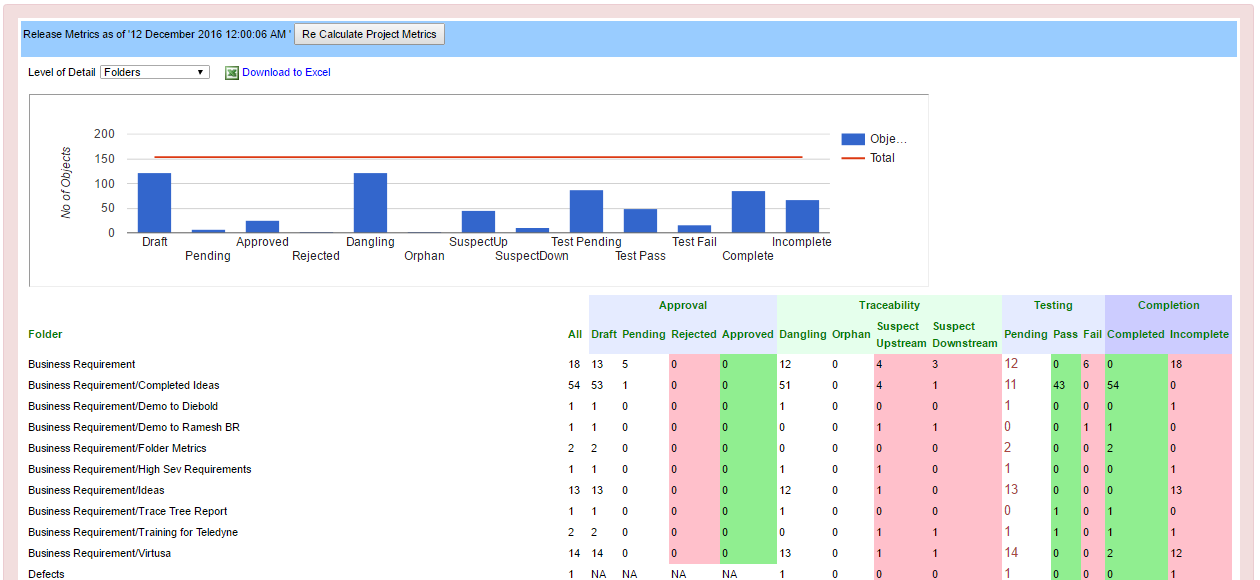 Release Metrics as of '12 December 2016 12:00:06 AM ' Re Calculate Project Metrics
Level of Detail Folders Download to Excel
No of Objects
200
150
100
50
0
Draft Approved Dangling SuspectUp Test Pending Test Fail Incomplete
Pending Rejected Orphan SuspectDown Test Pass Complete
Obje…
Total
Approval Traceability Testing Completion
Folder All Draft Pending Rejected Approved Dangling Orphan Suspect Upstream Suspect Downstream Pending Pass Fail Completed Incomplete
Business Requirement 18 13 5 0 0 12 0 4 3 12 0 6 0 18
Business Requirement/Completed Ideas 54 53 1 0 0 51 0 4 1 11 43 0 54 0
Business Requirement/Demo to Diebold 1 1 0 0 0 1 0 0 0 1 0 0 0 1
Business Requirement/Demo to Ramesh BR 1 1 0 0 0 0 0 1 1 0 0 1 1 0
Business Requirement/Folder Metrics 2 2 0 0 0 0 0 0 0 2 0 0 2 0
Business Requirement/High Sev Requirements 1 1 0 0 0 1 0 1 0 1 0 0 0 1
Business Requirement/Ideas 13 13 0 0 0 12 0 1 0 13 0 0 0 13
Business Requirement/Trace Tree Report 1 1 0 0 0 1 0 0 0 0 1 0 1 0
Business Requirement/Training for Teledyne 2 2 0 0 0 0 0 1 1 1 1 0 1 1
Business Requirement/Virtusa 14 14 0 0 0 13 0 1 1 14 0 0 2 12
Defects 1 NA NA NA NA 1 0 0 0 1 0 0 0 1